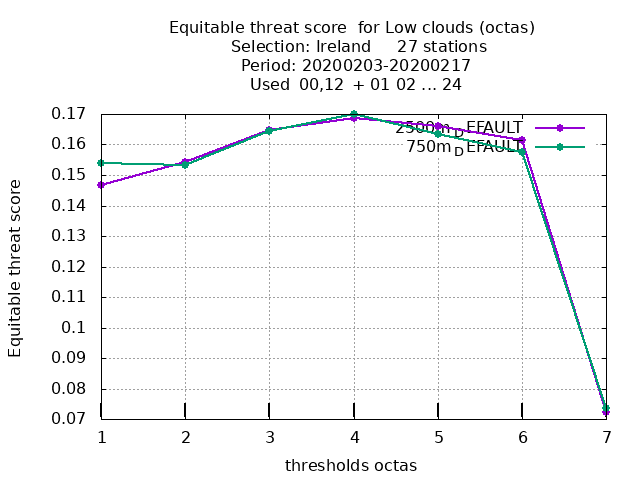 Equitable threat score for Low clouds (octas)
Selection: Ireland 27 stations
Period: 20200203-20200217
Used 00,12 + 01 02 ... 24
0.17
0.16
0.15
0.14
0.13
0.12
0.11
0.1
0.09
0.08
0.07
Equitable threat score
2500m_DEFAULT
750m_DEFAULT
1 2 3 4 5 6 7
thresholds octas